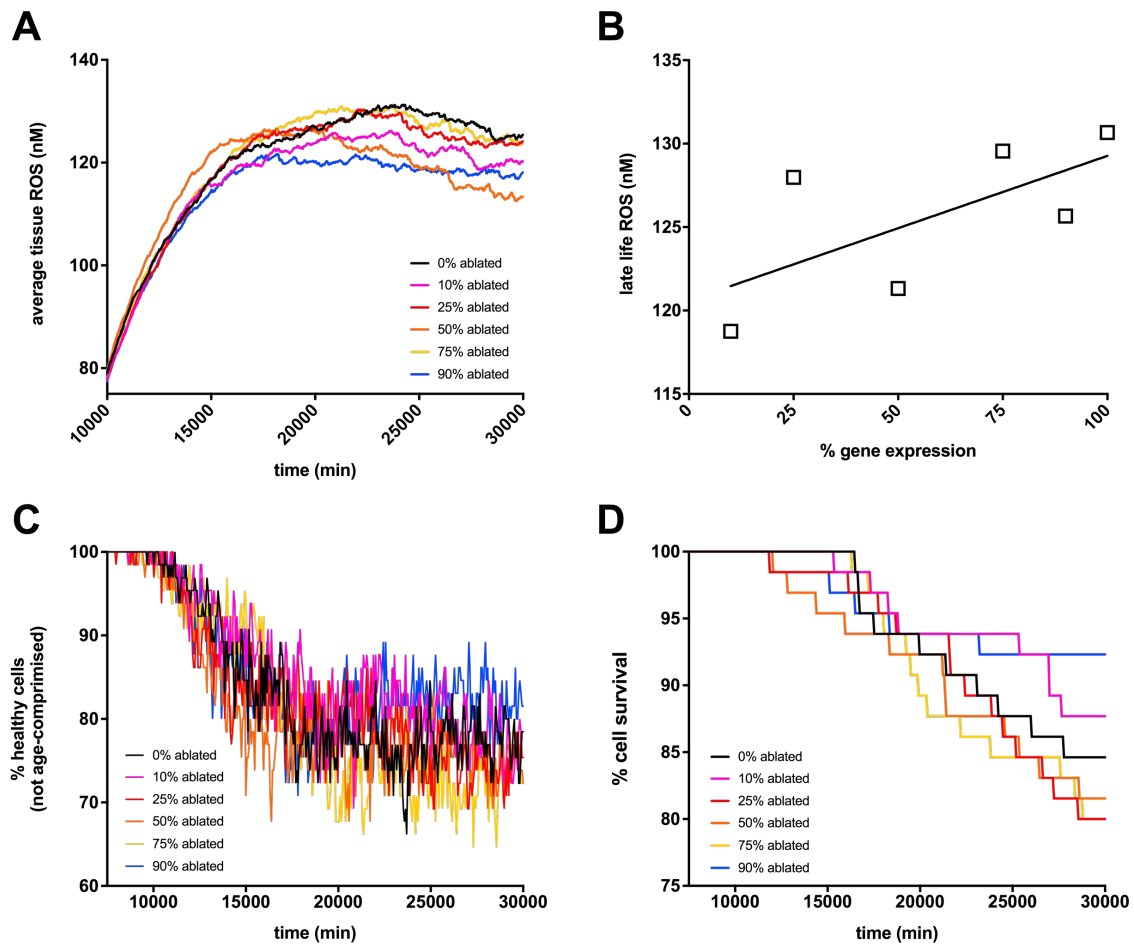 A
average tissue ROS (nM)
140
120
100
80
10000
15000
20000
25000
30000
time (min)
0% ablated
10% ablated
25% ablated
50% ablated
75% ablated
90% ablated
B
late life ROS (nM)
135
130
125
120
115
0
25
50
75
100
% gene expression
C
% healthy cells
(not age-comprimised)
100
90
80
70
60
10000
15000
20000
25000
30000
time (min)
0% ablated
10% ablated
25% ablated
50% ablated
75% ablated
90% ablated
D
% cell survival
100
95
90
85
80
75
10000
15000
20000
25000
30000
time (min)
0% ablated
10% ablated
25% ablated
50% ablated
75% ablated
90% ablated